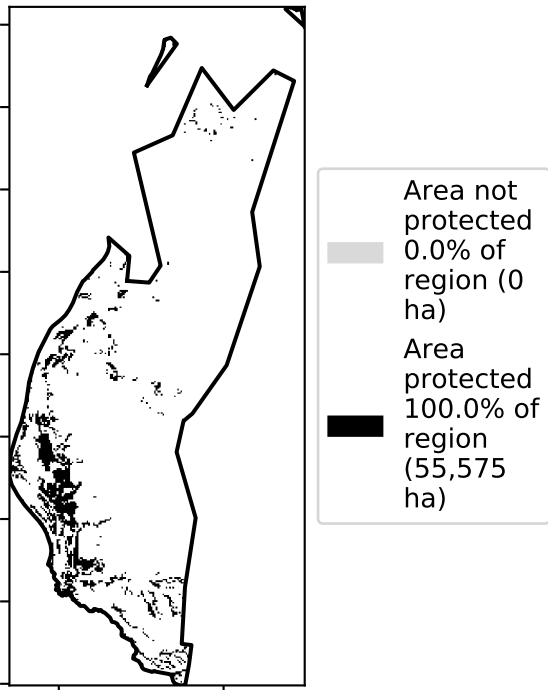 Area not
protected
0.0% of
region (0
ha)
Area
protected
100.0% of
region
(55,575
ha)